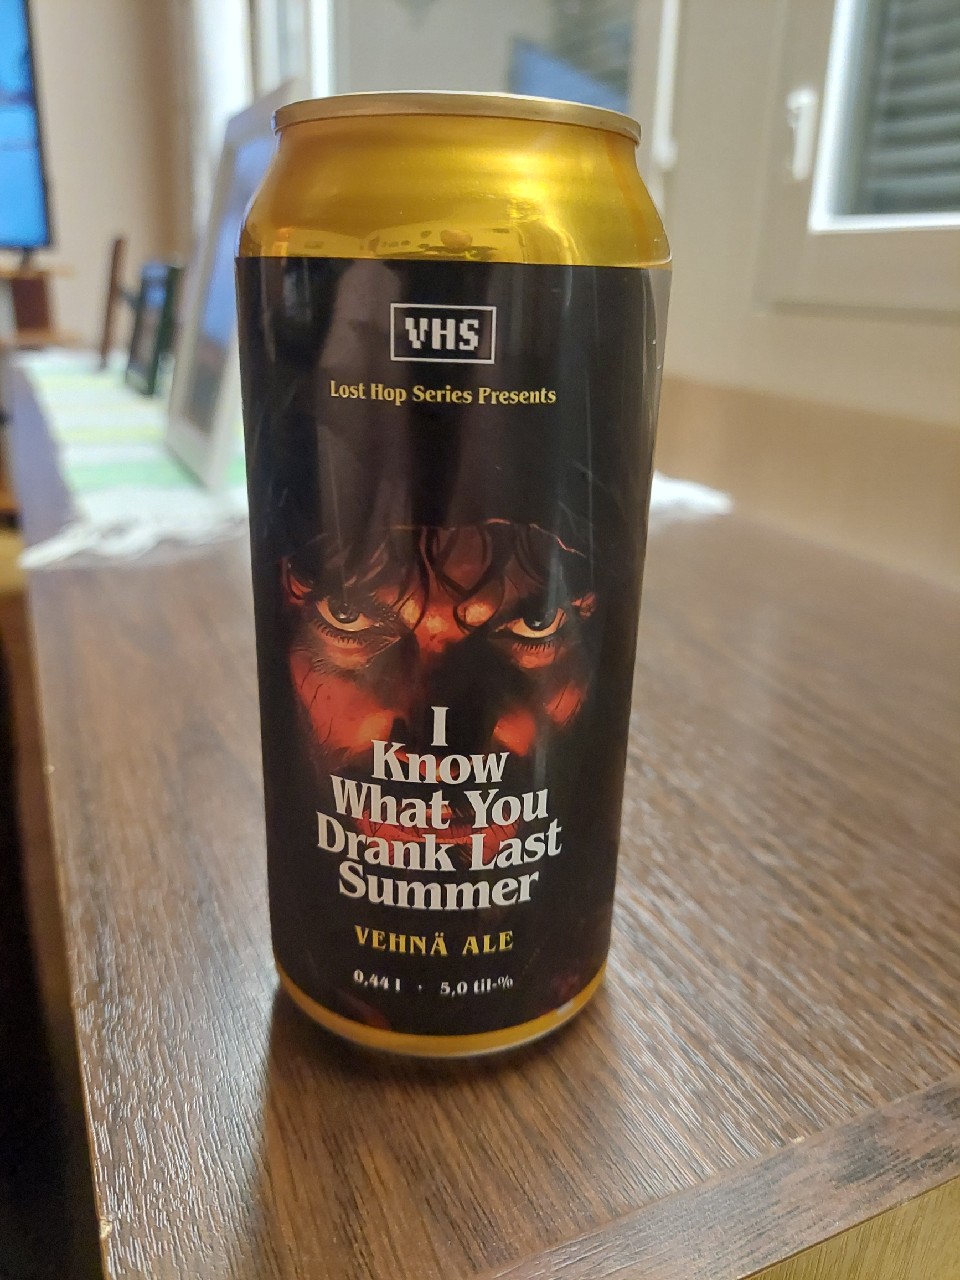 VHS
Lost Hop Series Presents
I
Know
What You
Drank Last
Summer
VEHNÄ ALE
0,44 l · 5,0 til-%